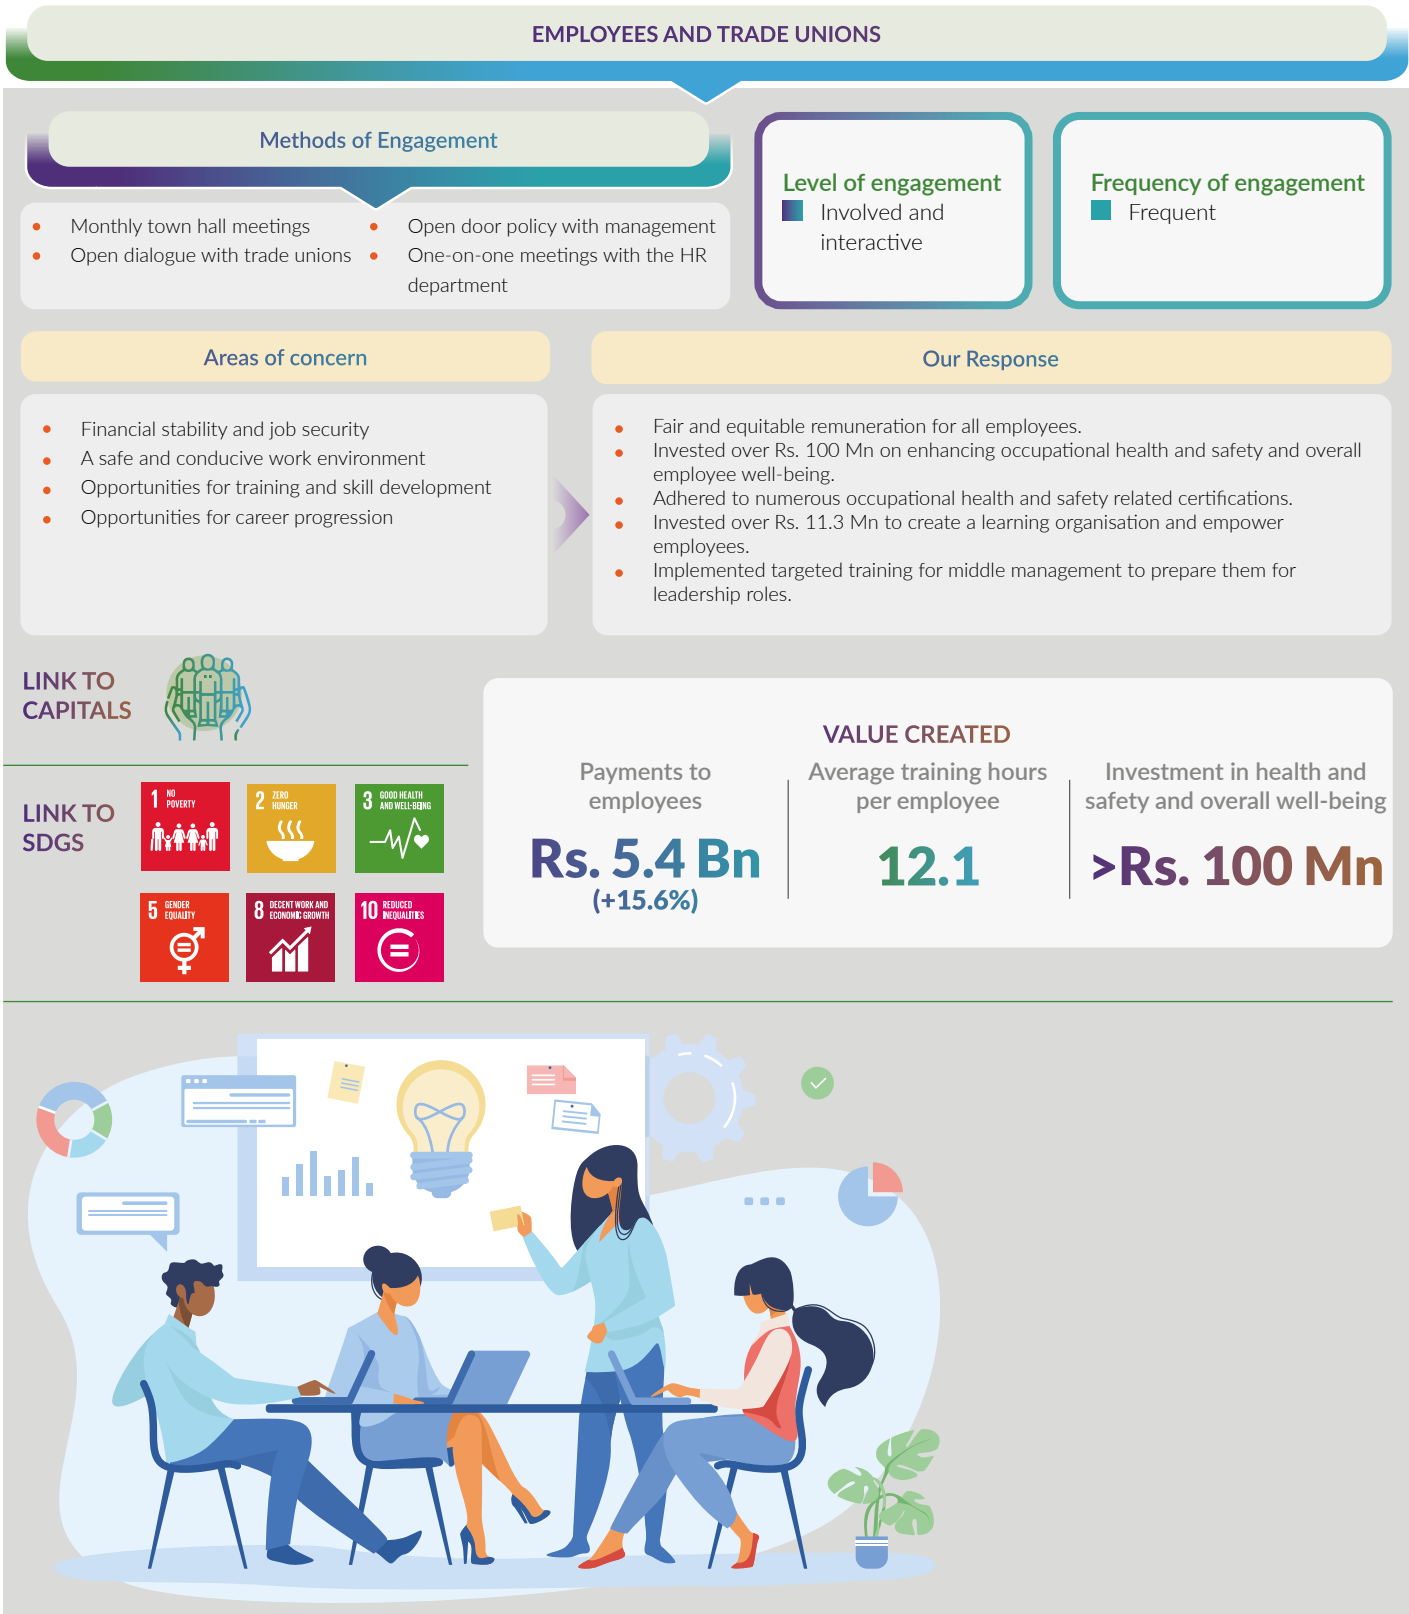 EMPLOYEES AND TRADE UNIONS
Methods of Engagement
Monthly town hall meetings
Open dialogue with trade unions
Open door policy with management
One-on-one meetings with the HR
department
Level of engagement
Involved and
interactive
Frequency of engagement
Frequent
Areas of concern
Financial stability and job security
A safe and conducive work environment
Opportunities for training and skill development
Opportunities for career progression
Our Response
Fair and equitable remuneration for all employees.
Invested over Rs. 100 Mn on enhancing occupational health and safety and overall
employee well-being.
Adhered to numerous occupational health and safety related certifications.
Invested over Rs. 11.3 Mn to create a learning organisation and empower
employees.
Implemented targeted training for middle management to prepare them for
leadership roles.
LINK TO
CAPITALS
LINK TO
SDGS
1 NO
POVERTY
2 ZERO
HUNGER
3 GOOD HEALTH
AND WELL-BEING
5 GENDER
EQUALITY
8 DECENT WORK AND
ECONOMIC GROWTH
10 REDUCED
INEQUALITIES
VALUE CREATED
Payments to
employees
Rs. 5.4 Bn
(+15.6%)
Average training hours
per employee
12.1
Investment in health and
safety and overall well-being
>Rs. 100 Mn